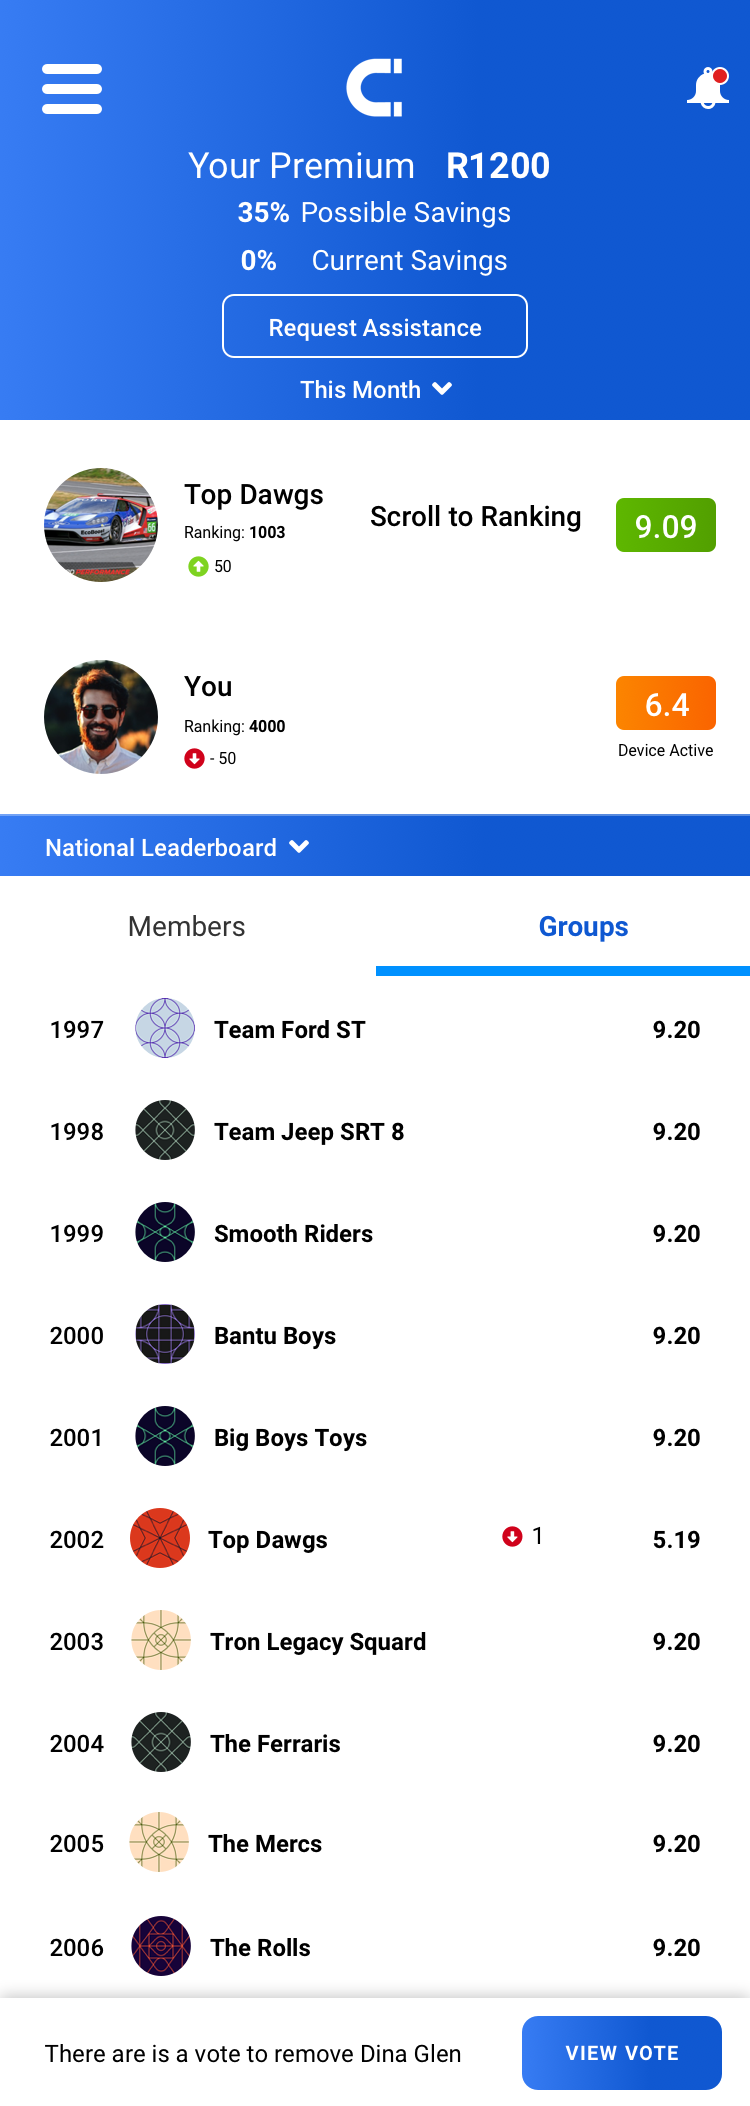 Your Premium R1200
35% Possible Savings
0% Current Savings
Request Assistance
This Month
Top Dawgs
Scroll to Ranking
9.09
Ranking: 1003
50
You
6.4
Ranking: 4000
Device Active
- 50
National Leaderboard
Members Groups
1997 Team Ford ST 9.20
1998 Team Jeep SRT 8 9.20
1999 Smooth Riders 9.20
2000 Bantu Boys 9.20
2001 Big Boys Toys 9.20
2002 Top Dawgs 1 5.19
2003 Tron Legacy Squard 9.20
2004 The Ferraris 9.20
2005 The Mercs 9.20
2006 The Rolls 9.20
There are is a vote to remove Dina Glen VIEW VOTE